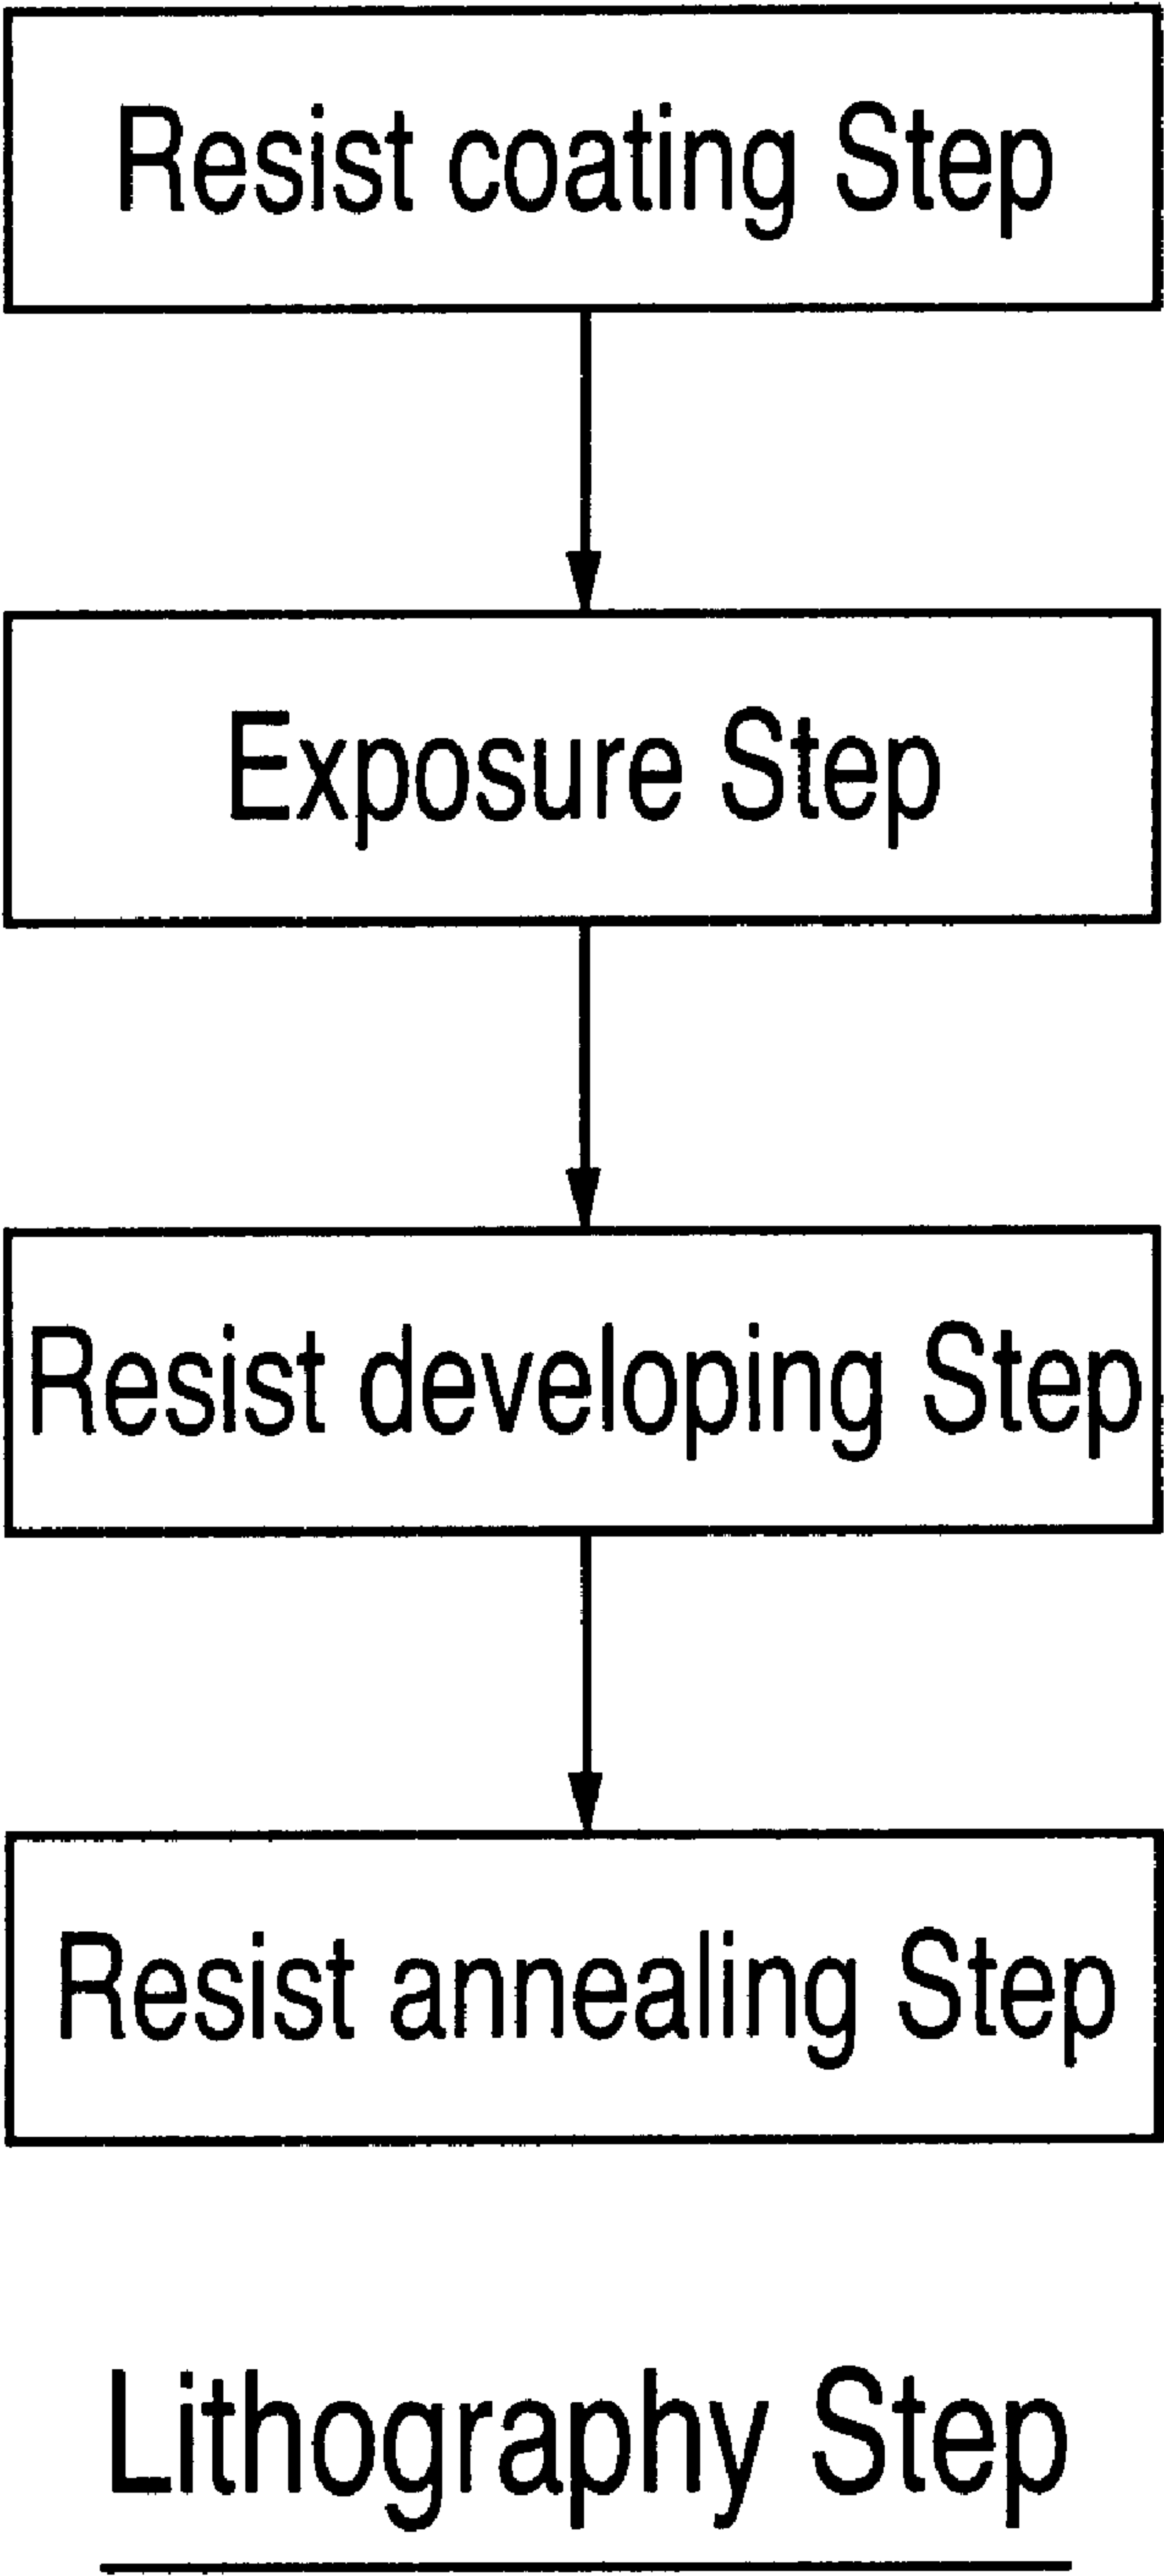 Resist coating Step
Exposure Step
Resist developing Step
Resist annealing Step
Lithography Step